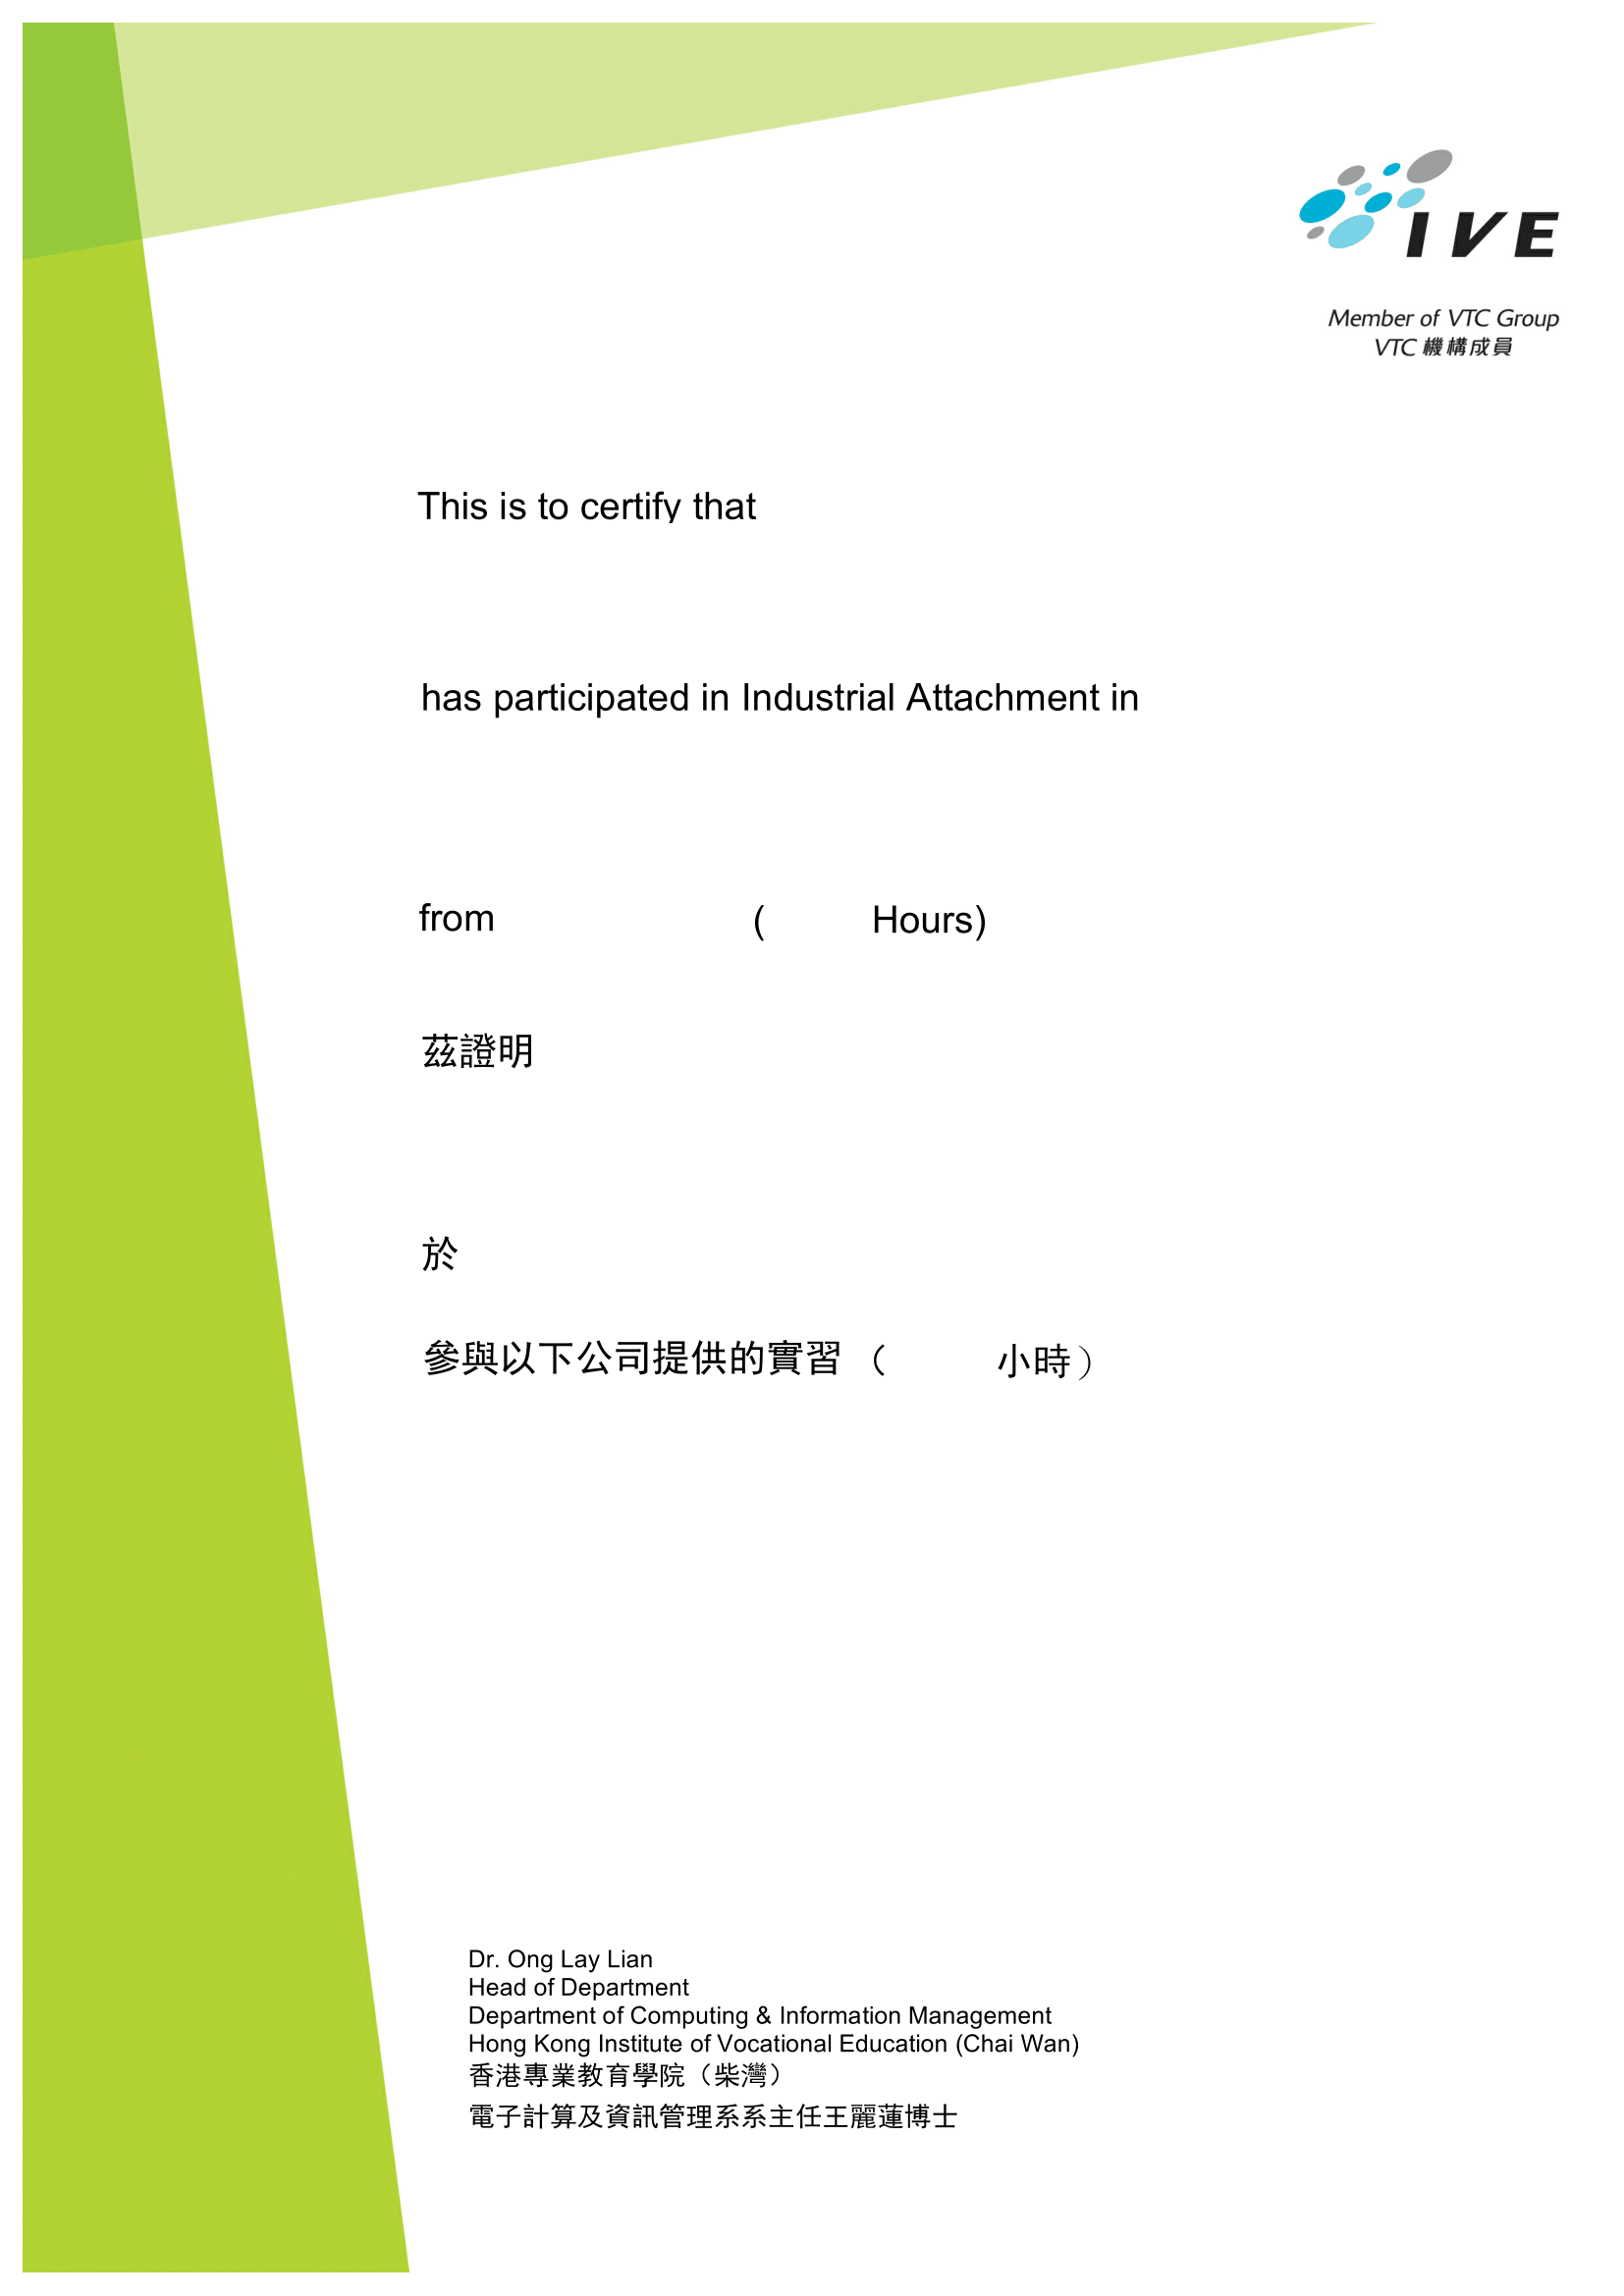 IVE
Member of VTC Group
VTC 機構成員
This is to certify that
has participated in Industrial Attachment in
from ( Hours)
茲證明
於
參與以下公司提供的實習（ 小時）
Dr. Ong Lay Lian
Head of Department
Department of Computing & Information Management
Hong Kong Institute of Vocational Education (Chai Wan)
香港專業教育學院（柴灣）
電子計算及資訊管理系系主任王麗蓮博士